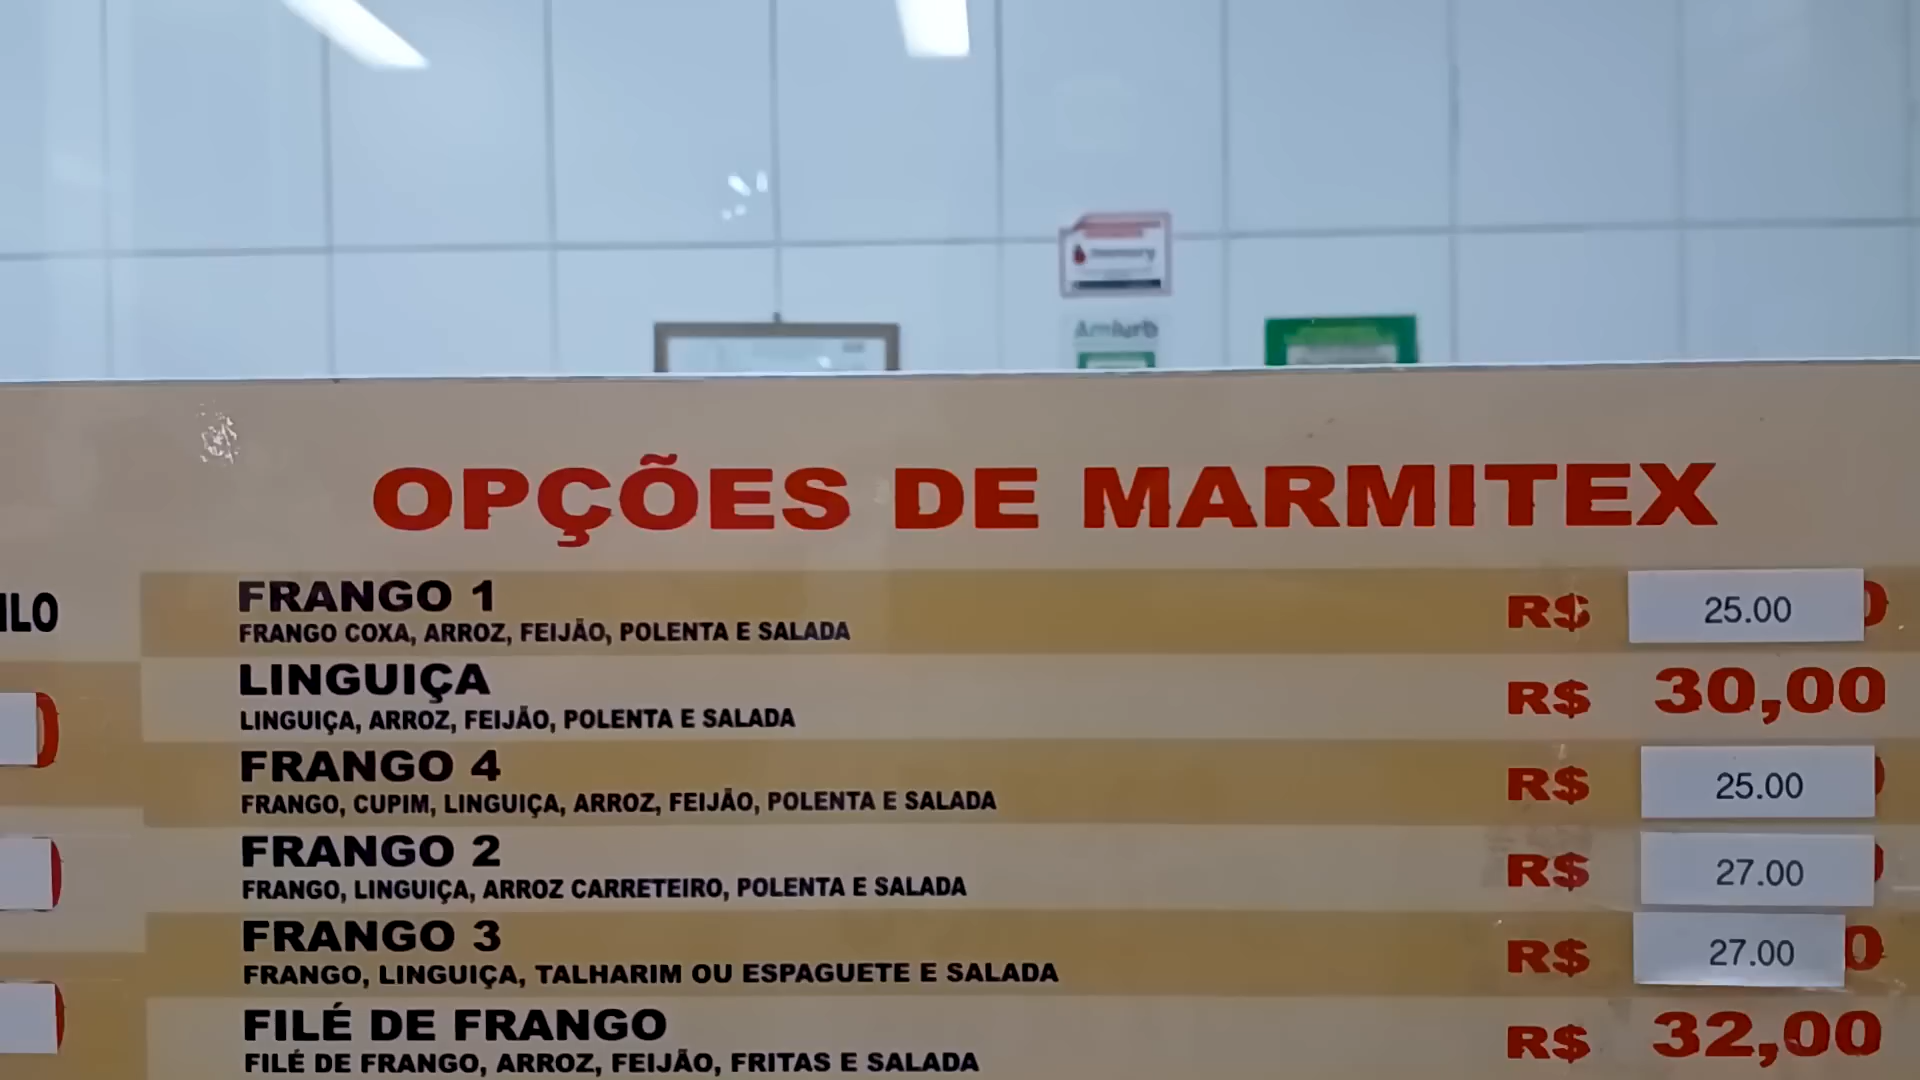 memory
Amlurb
OPÇÕES DE MARMITEX
ILO
FRANGO 1
R$ 25.00
FRANGO COXA, ARROZ, FEIJÃO, POLENTA E SALADA
LINGUIÇA
R$ 30,00
LINGUIÇA, ARROZ, FEIJÃO, POLENTA E SALADA
FRANGO 4
R$ 25.00
FRANGO, CUPIM, LINGUIÇA, ARROZ, FEIJÃO, POLENTA E SALADA
FRANGO 2
R$ 27.00
FRANGO, LINGUIÇA, ARROZ CARRETEIRO, POLENTA E SALADA
FRANGO 3
R$ 27.00
FRANGO, LINGUIÇA, TALHARIM OU ESPAGUETE E SALADA
FILÉ DE FRANGO
R$ 32,00
FILÉ DE FRANGO, ARROZ, FEIJÃO, FRITAS E SALADA